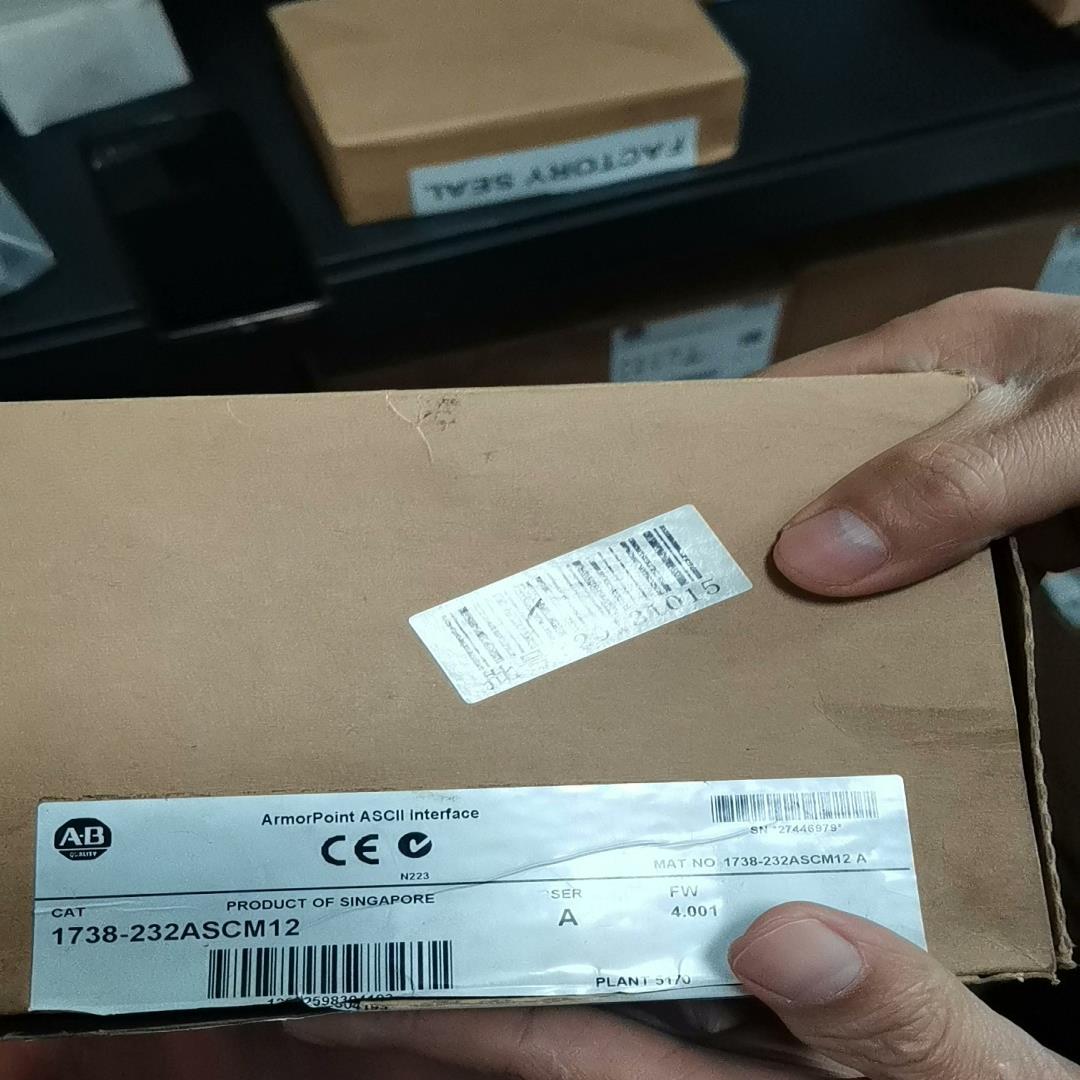 FACTORY SEAL
A·B
QUALITY
ArmorPoint ASCII Interface
CE
N223
SN *27446979*
MAT NO 1738-232ASCM12 A
CAT
PRODUCT OF SINGAPORE
1738-232ASCM12
SER
A
FW
4.001
PLANT 5170